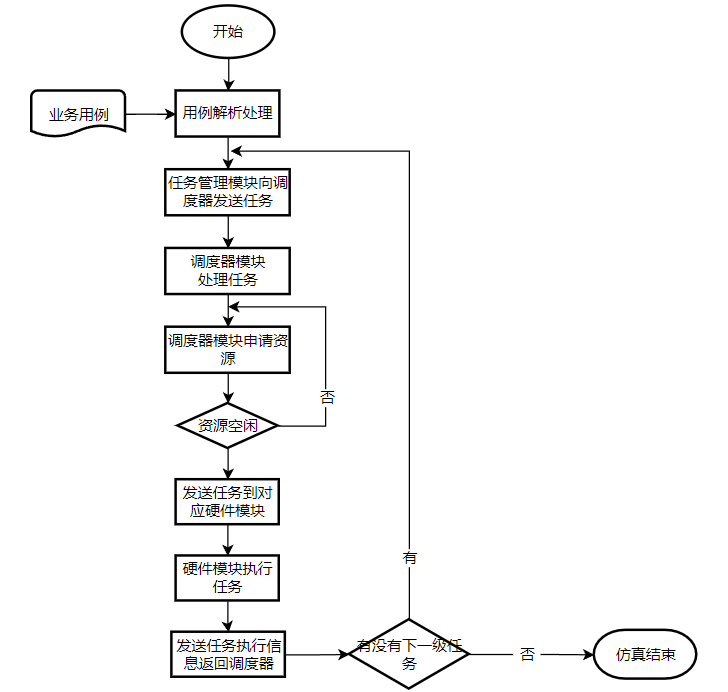 开始
业务用例
用例解析处理
任务管理模块向调
度器发送任务
调度器模块
处理任务
调度器模块申请资
源
否
资源空闲
发送任务到对
应硬件模块
有
硬件模块执行
任务
发送任务执行信
息返回调度器
有没有下一级任
务
否
仿真结束